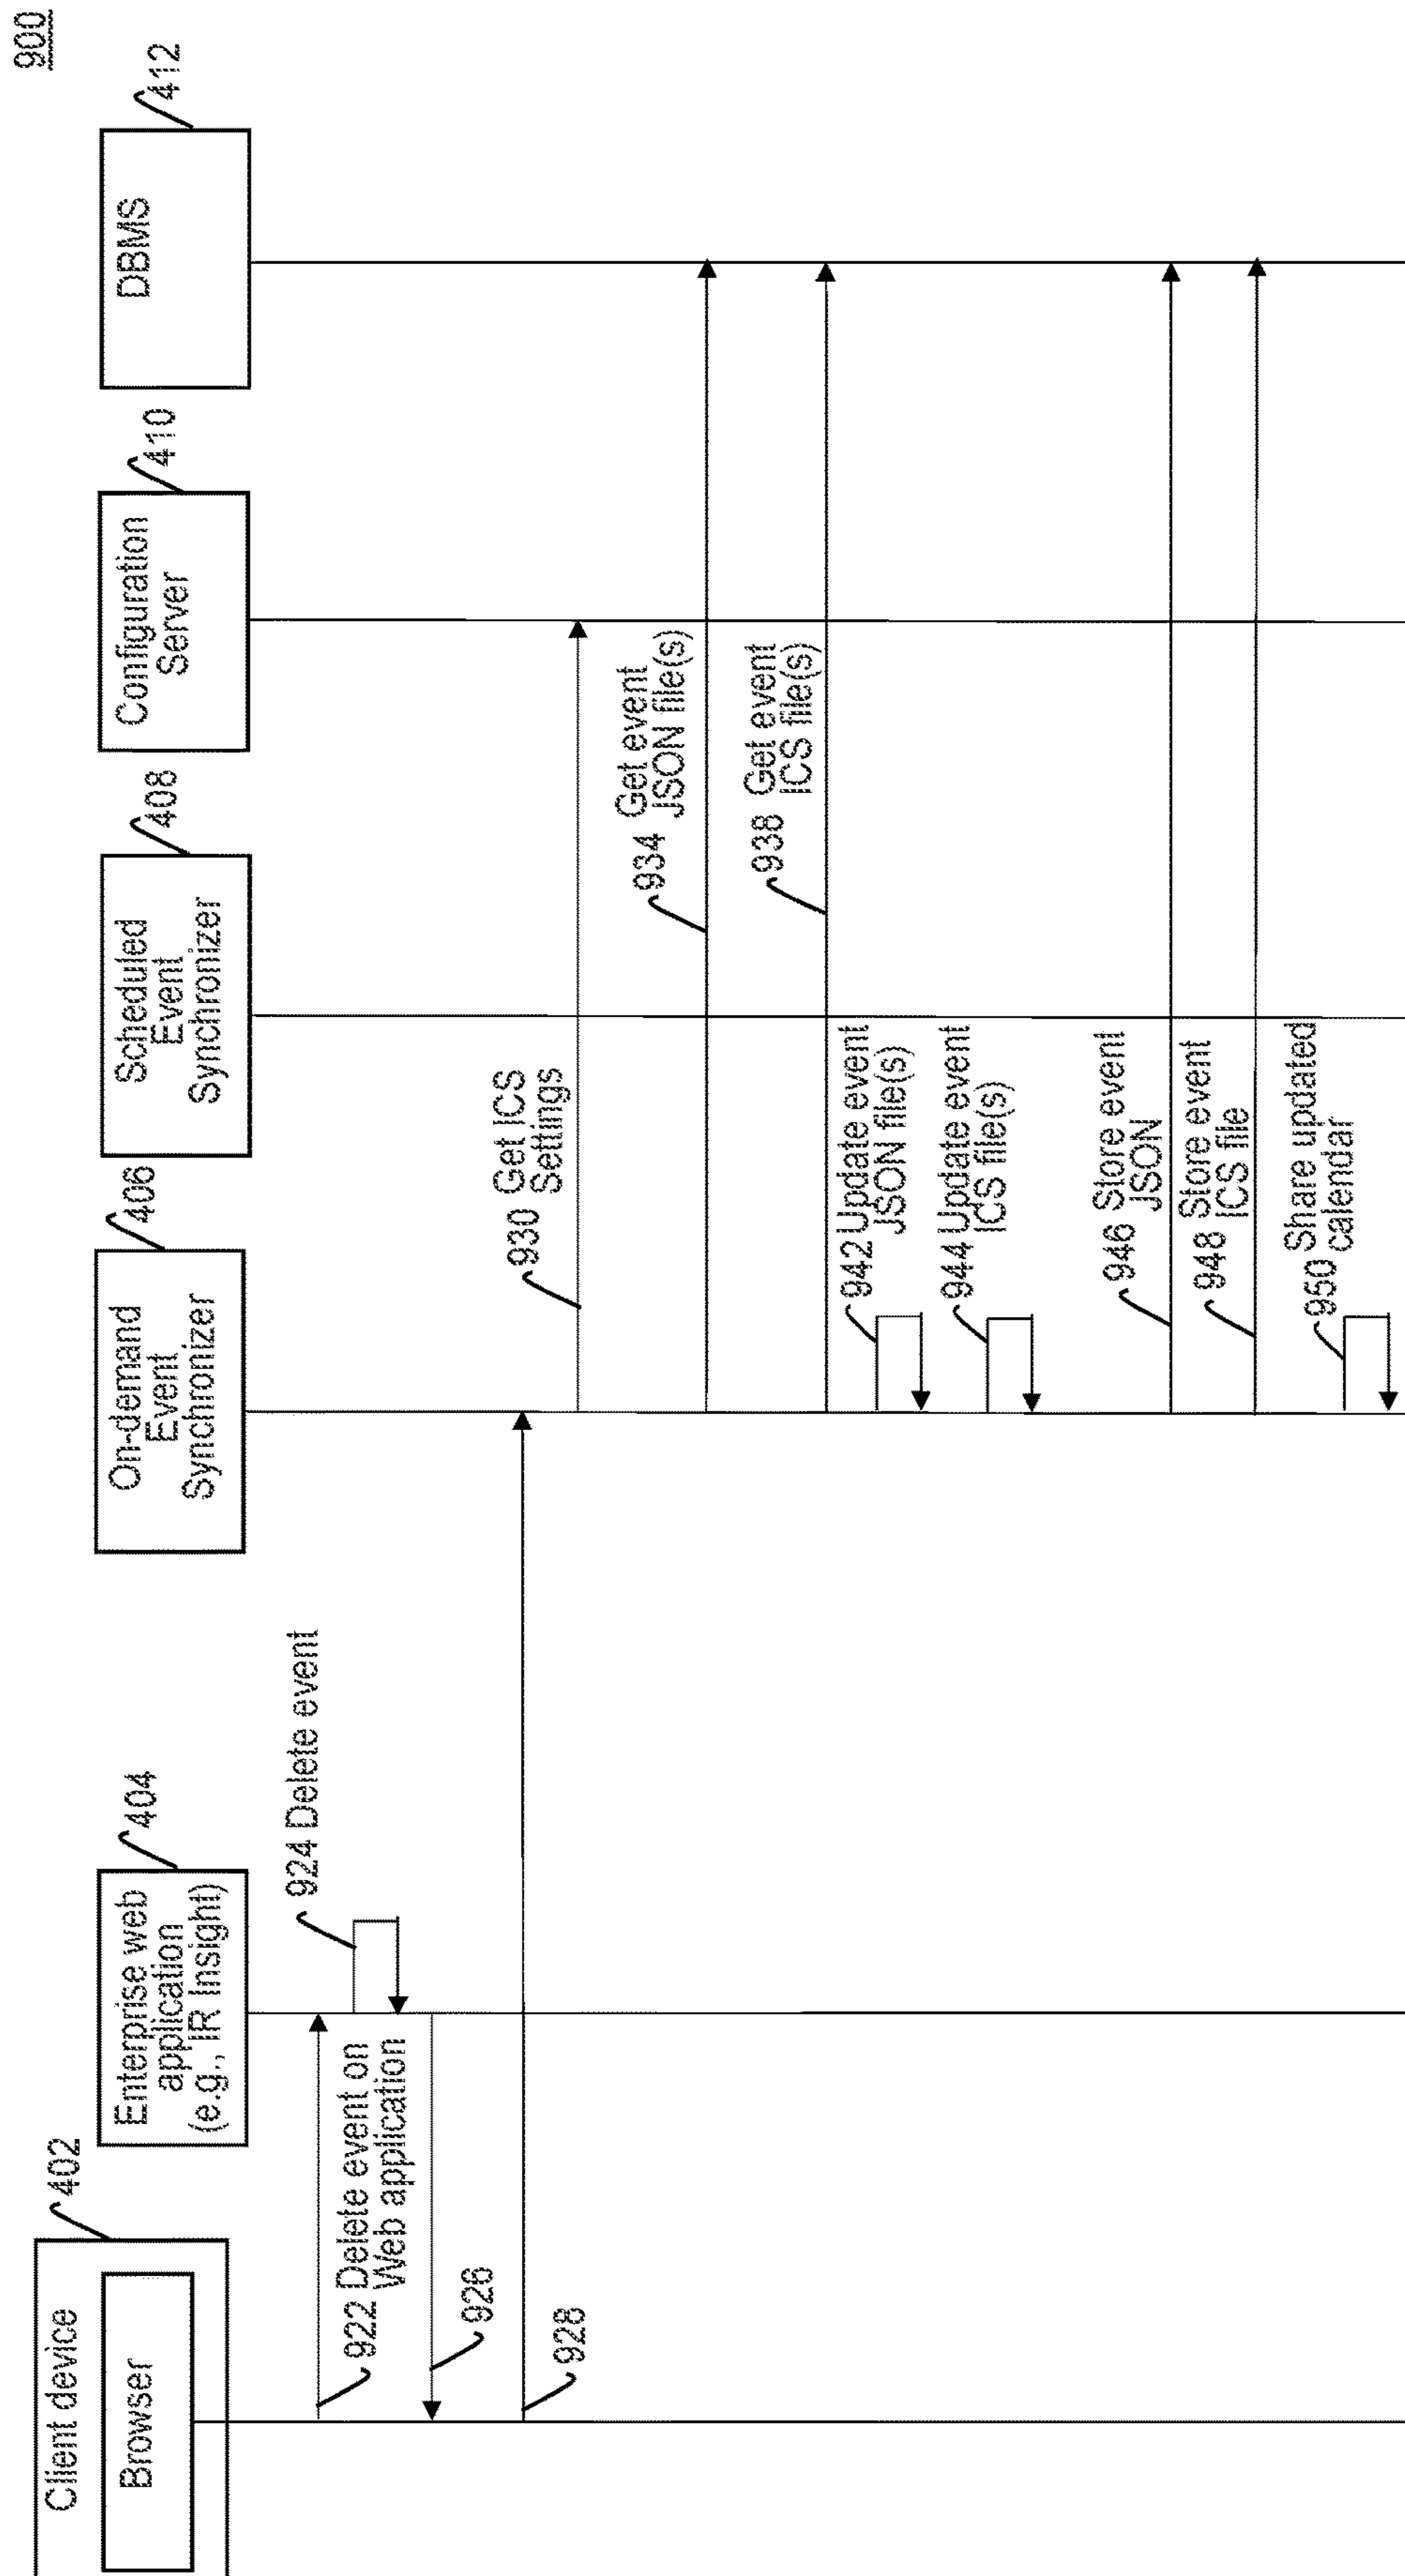 900
Client device
Browser
402
Enterprise web
application
(e.g., IR Insight)
404
On-demand
Event
Synchronizer
406
Scheduled
Event
Synchronizer
408
Configuration
Server
410
DBMS
412
922 Delete event on
Web application
924 Delete event
926
928
930 Get ICS
Settings
934 Get event
JSON file(s)
938 Get event
ICS file(s)
942 Update event
JSON file(s)
944 Update event
ICS file(s)
946 Store event
JSON
948 Store event
ICS file
950 Share updated
calendar